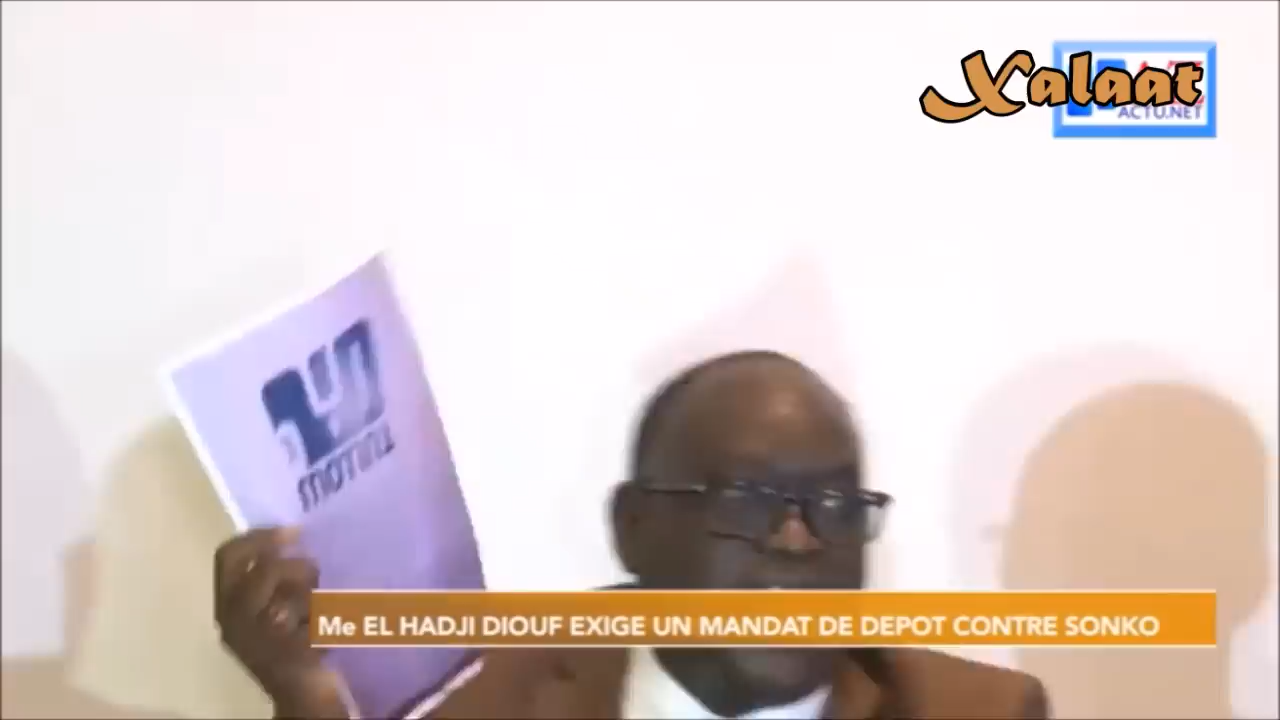 Xalaat
ACTU.NET
Me EL HADJI DIOUF EXIGE UN MANDAT DE DEPOT CONTRE SONKO